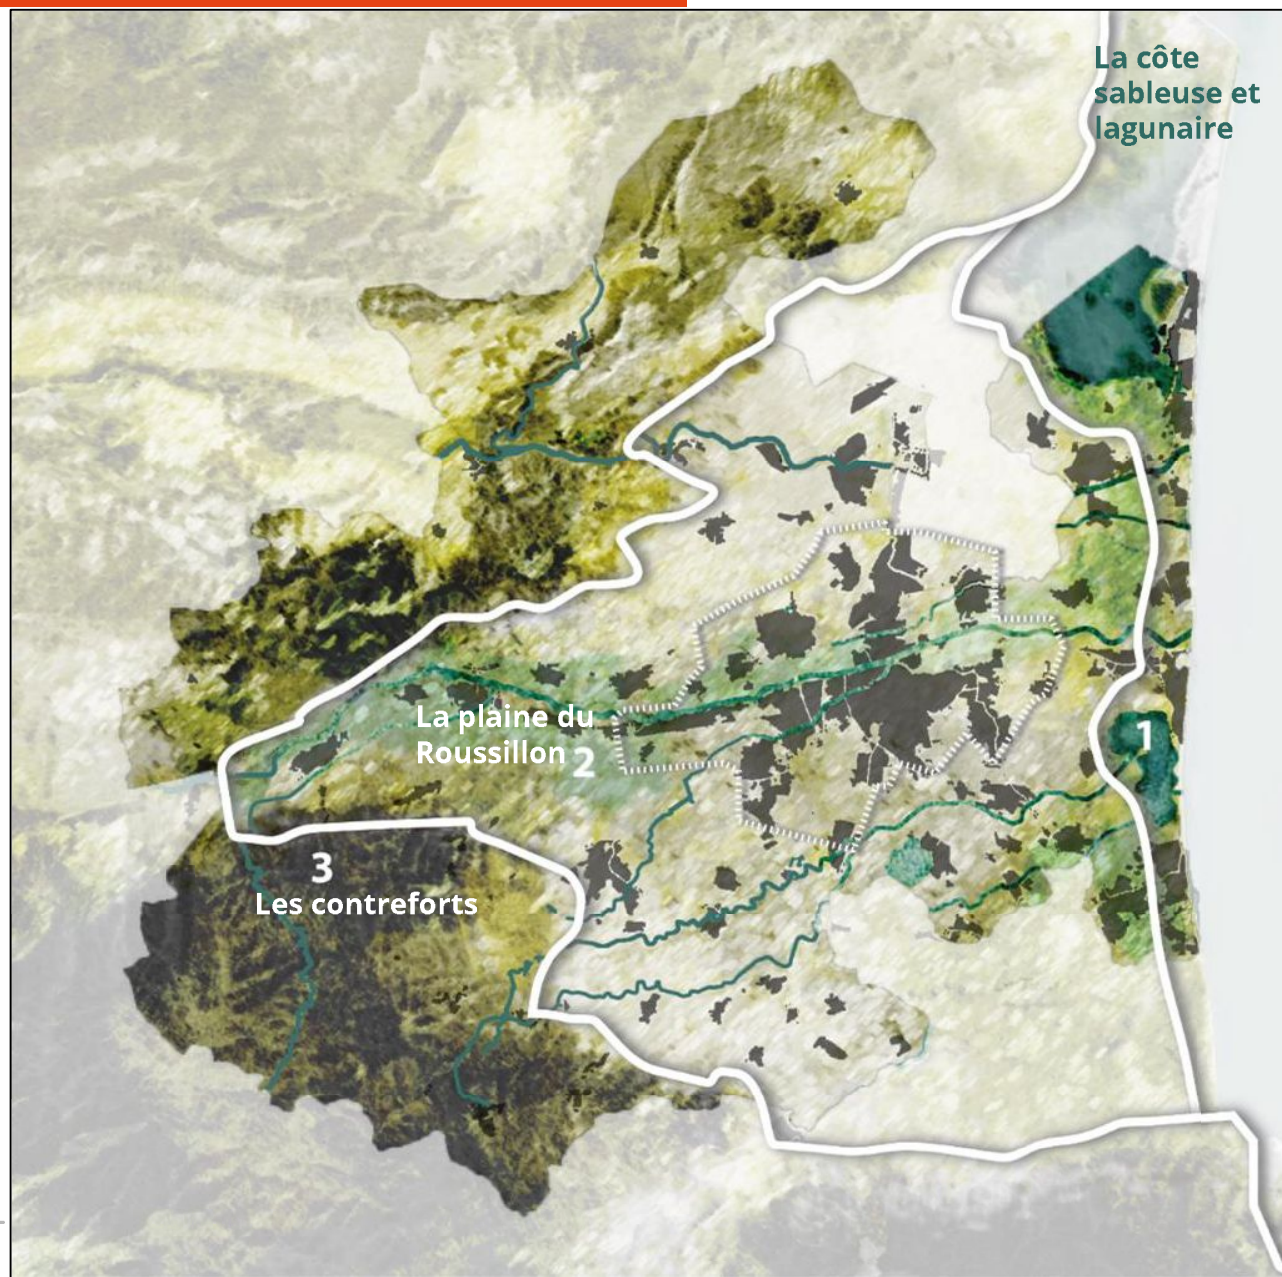 La côte
sableuse et
lagunaire
La plaine du
Roussillon 2
1
3
Les contreforts